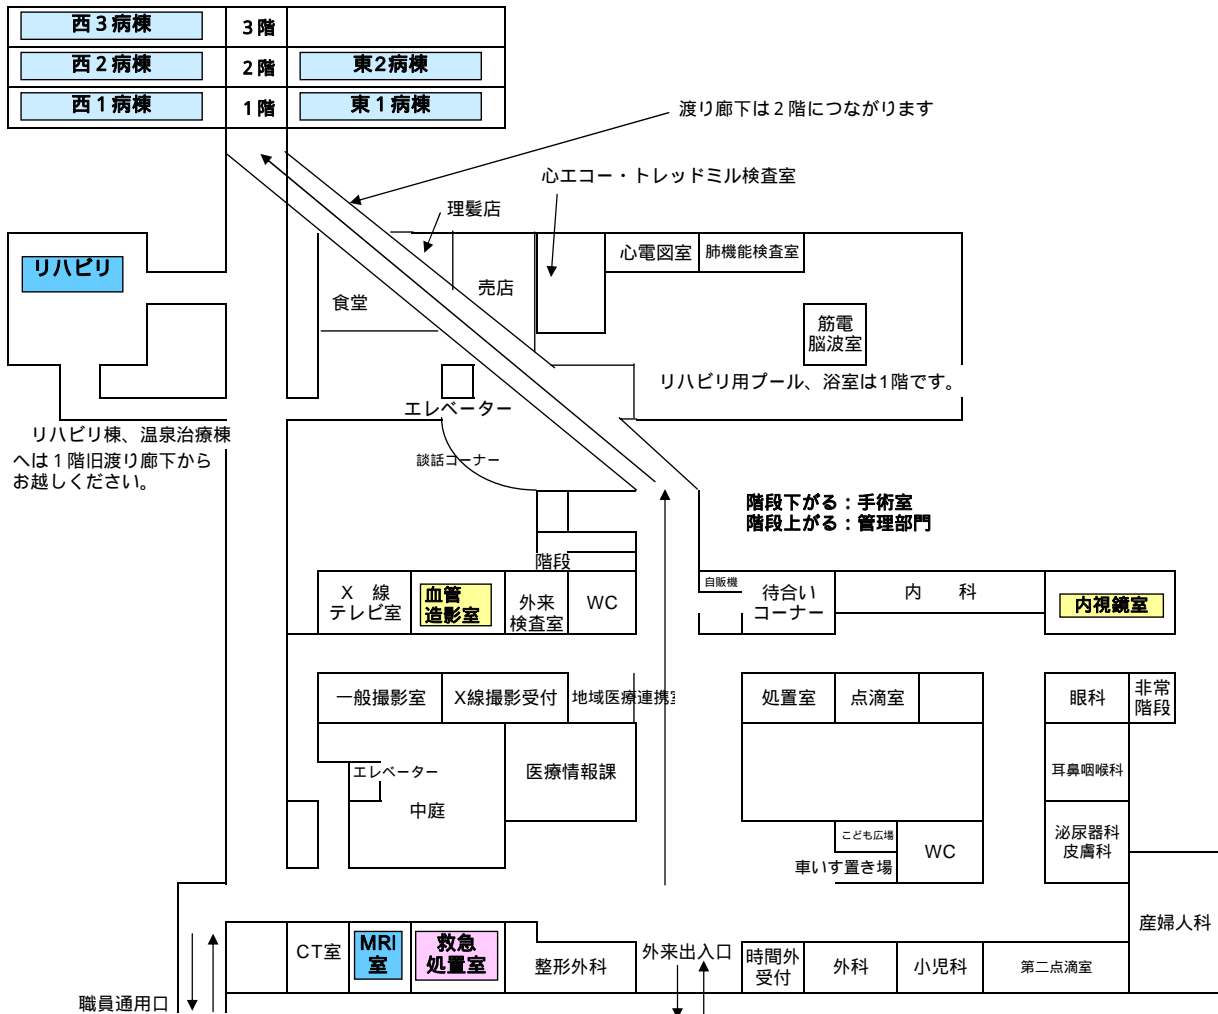 西３病棟
3階
西２病棟
2階
東2病棟
西１病棟
1階
東１病棟
渡り廊下は２階につながります
心エコー・トレッドミル検査室
理髪店
心電図室
肺機能検査室
リハビリ
売店
食堂
筋電
脳波室
リハビリ用プール、浴室は1階です。
エレベーター
リハビリ棟、温泉治療棟
へは１階旧渡り廊下から
お越しください。
談話コーナー
階段下がる：手術室
階段上がる：管理部門
階段
自販機
X　線
テレビ室
血管
造影室
外来
検査室
WC
待合い
コーナー
内　　科
内視鏡室
一般撮影室
X線撮影受付
地域医療連携室
処置室
点滴室
眼科
非常
階段
エレベーター
医療情報課
耳鼻咽喉科
中庭
こども広場
WC
泌尿器科
皮膚科
車いす置き場
産婦人科
CT室
MRI
室
救急
処置室
整形外科
外来出入口
時間外
受付
外科
小児科
第二点滴室
職員通用口